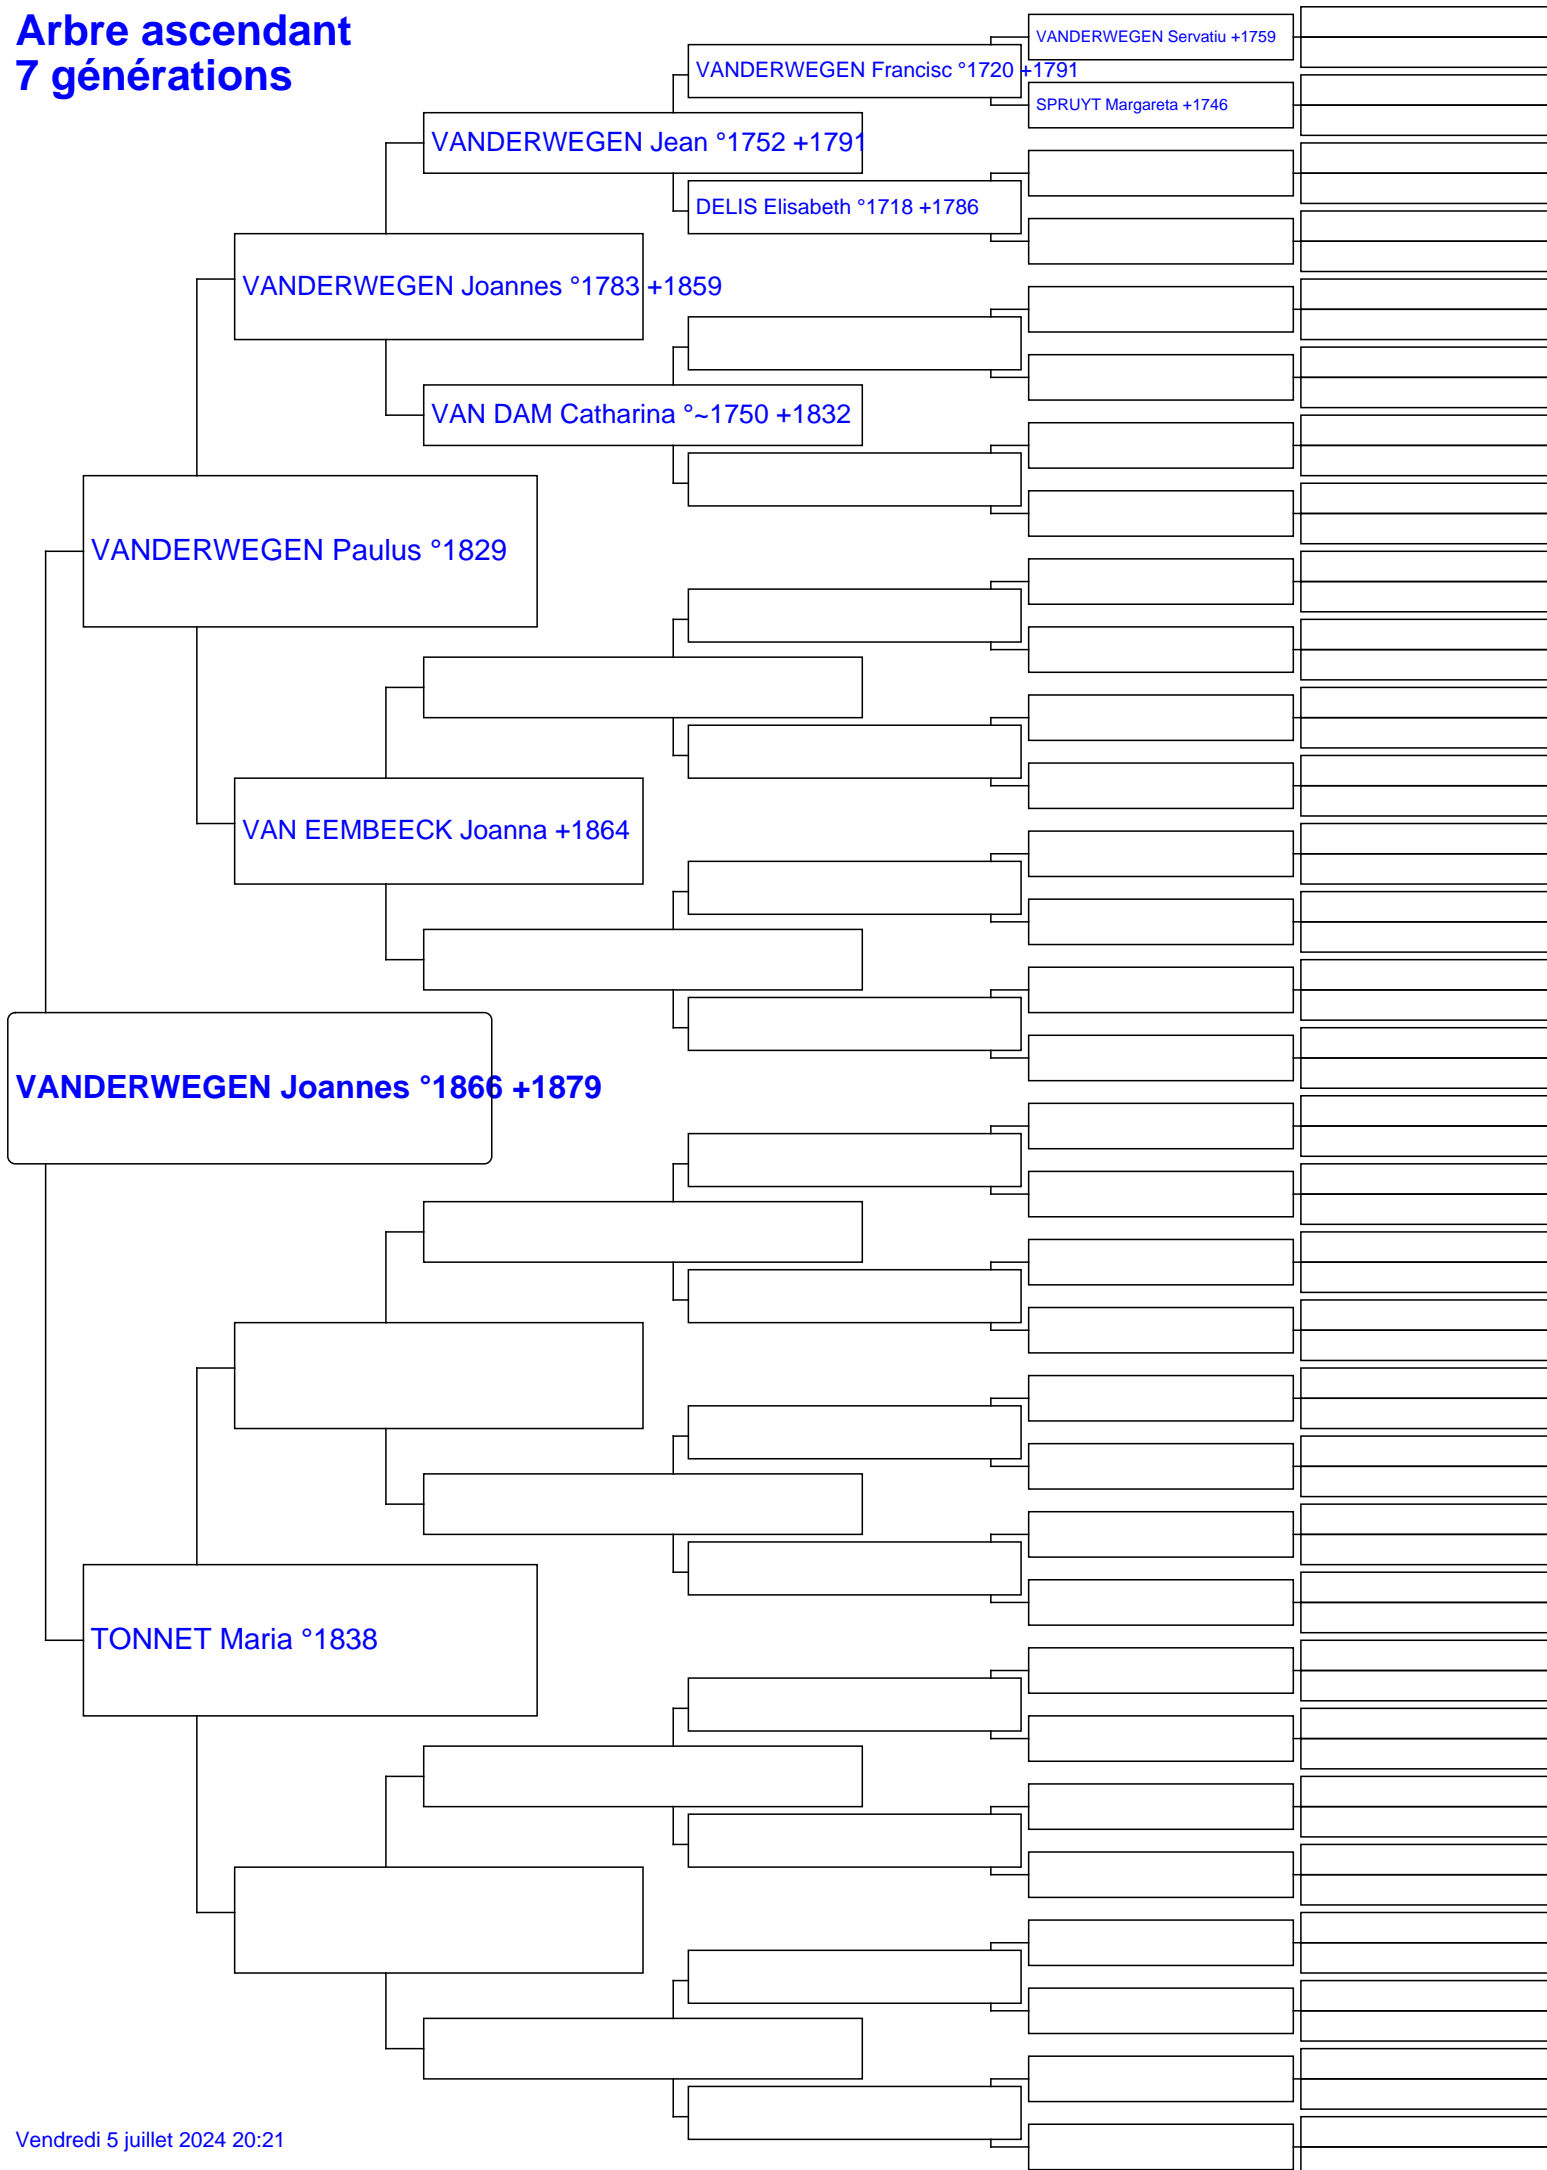 Arbre ascendant
7 générations
VANDERWEGEN Servatiu +1759
VANDERWEGEN Francisc °1720 +1791
SPRUYT Margareta +1746
VANDERWEGEN Jean °1752 +1791
DELIS Elisabeth °1718 +1786
VANDERWEGEN Joannes °1783 +1859
VAN DAM Catharina °~1750 +1832
VANDERWEGEN Paulus °1829
VAN EEMBEECK Joanna +1864
VANDERWEGEN Joannes °1866 +1879
TONNET Maria °1838
Vendredi 5 juillet 2024 20:21